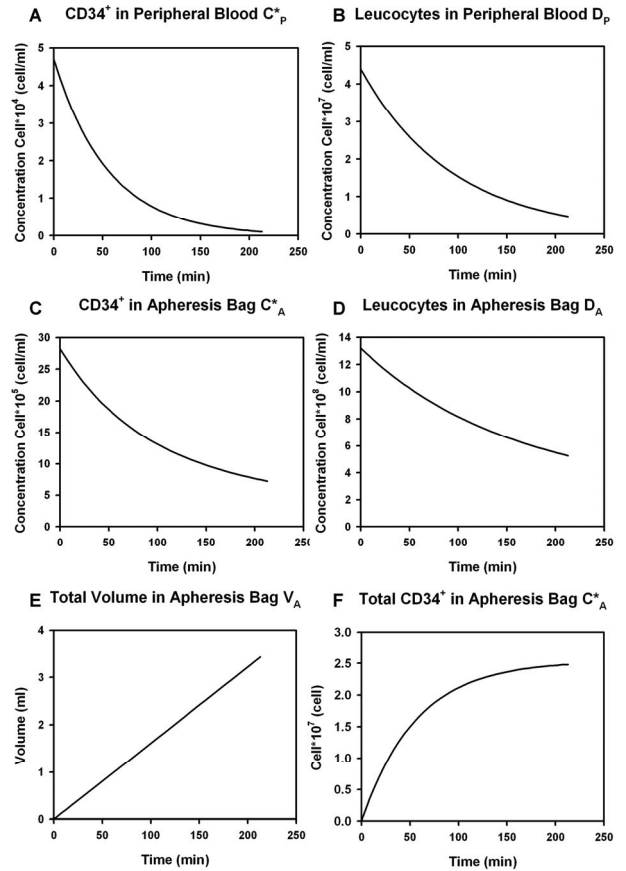 A CD34⁺ in Peripheral Blood C*P
Concentration Cell*10⁴ (cell/ml)
5
4
3
2
1
0
0 50 100 150 200 250
Time (min)
B Leucocytes in Peripheral Blood DP
Concentration Cell*10⁷ (cell/ml)
5
4
3
2
1
0
0 50 100 150 200 250
Time (min)
C CD34⁺ in Apheresis Bag C*A
Concentration Cell*10⁵ (cell/ml)
30
25
20
15
10
5
0
0 50 100 150 200 250
Time (min)
D Leucocytes in Apheresis Bag DA
Concentration Cell*10⁸ (cell/ml)
14
12
10
8
6
4
2
0
0 50 100 150 200 250
Time (min)
E Total Volume in Apheresis Bag VA
Volume (ml)
4
3
2
1
0
0 50 100 150 200 250
Time (min)
F Total CD34⁺ in Apheresis Bag C*A
Cell*10⁷ (cell)
3.0
2.5
2.0
1.5
1.0
0.5
0.0
0 50 100 150 200 250
Time (min)